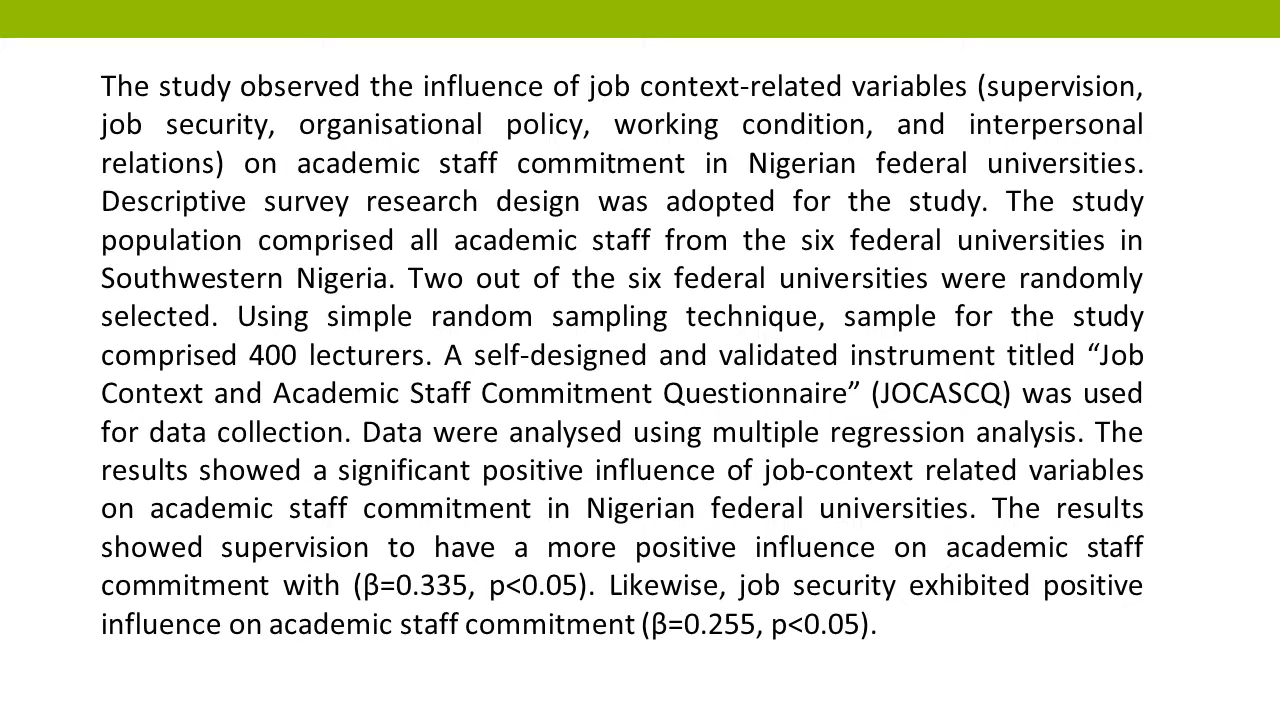 The study observed the influence of job context-related variables (supervision,
job security, organisational policy, working condition, and interpersonal
relations) on academic staff commitment in Nigerian federal universities.
Descriptive survey research design was adopted for the study. The study
population comprised all academic staff from the six federal universities in
Southwestern Nigeria. Two out of the six federal universities were randomly
selected. Using simple random sampling technique, sample for the study
comprised 400 lecturers. A self-designed and validated instrument titled “Job
Context and Academic Staff Commitment Questionnaire” (JOCASCQ) was used
for data collection. Data were analysed using multiple regression analysis. The
results showed a significant positive influence of job-context related variables
on academic staff commitment in Nigerian federal universities. The results
showed supervision to have a more positive influence on academic staff
commitment with (β=0.335, p<0.05). Likewise, job security exhibited positive
influence on academic staff commitment (β=0.255, p<0.05).